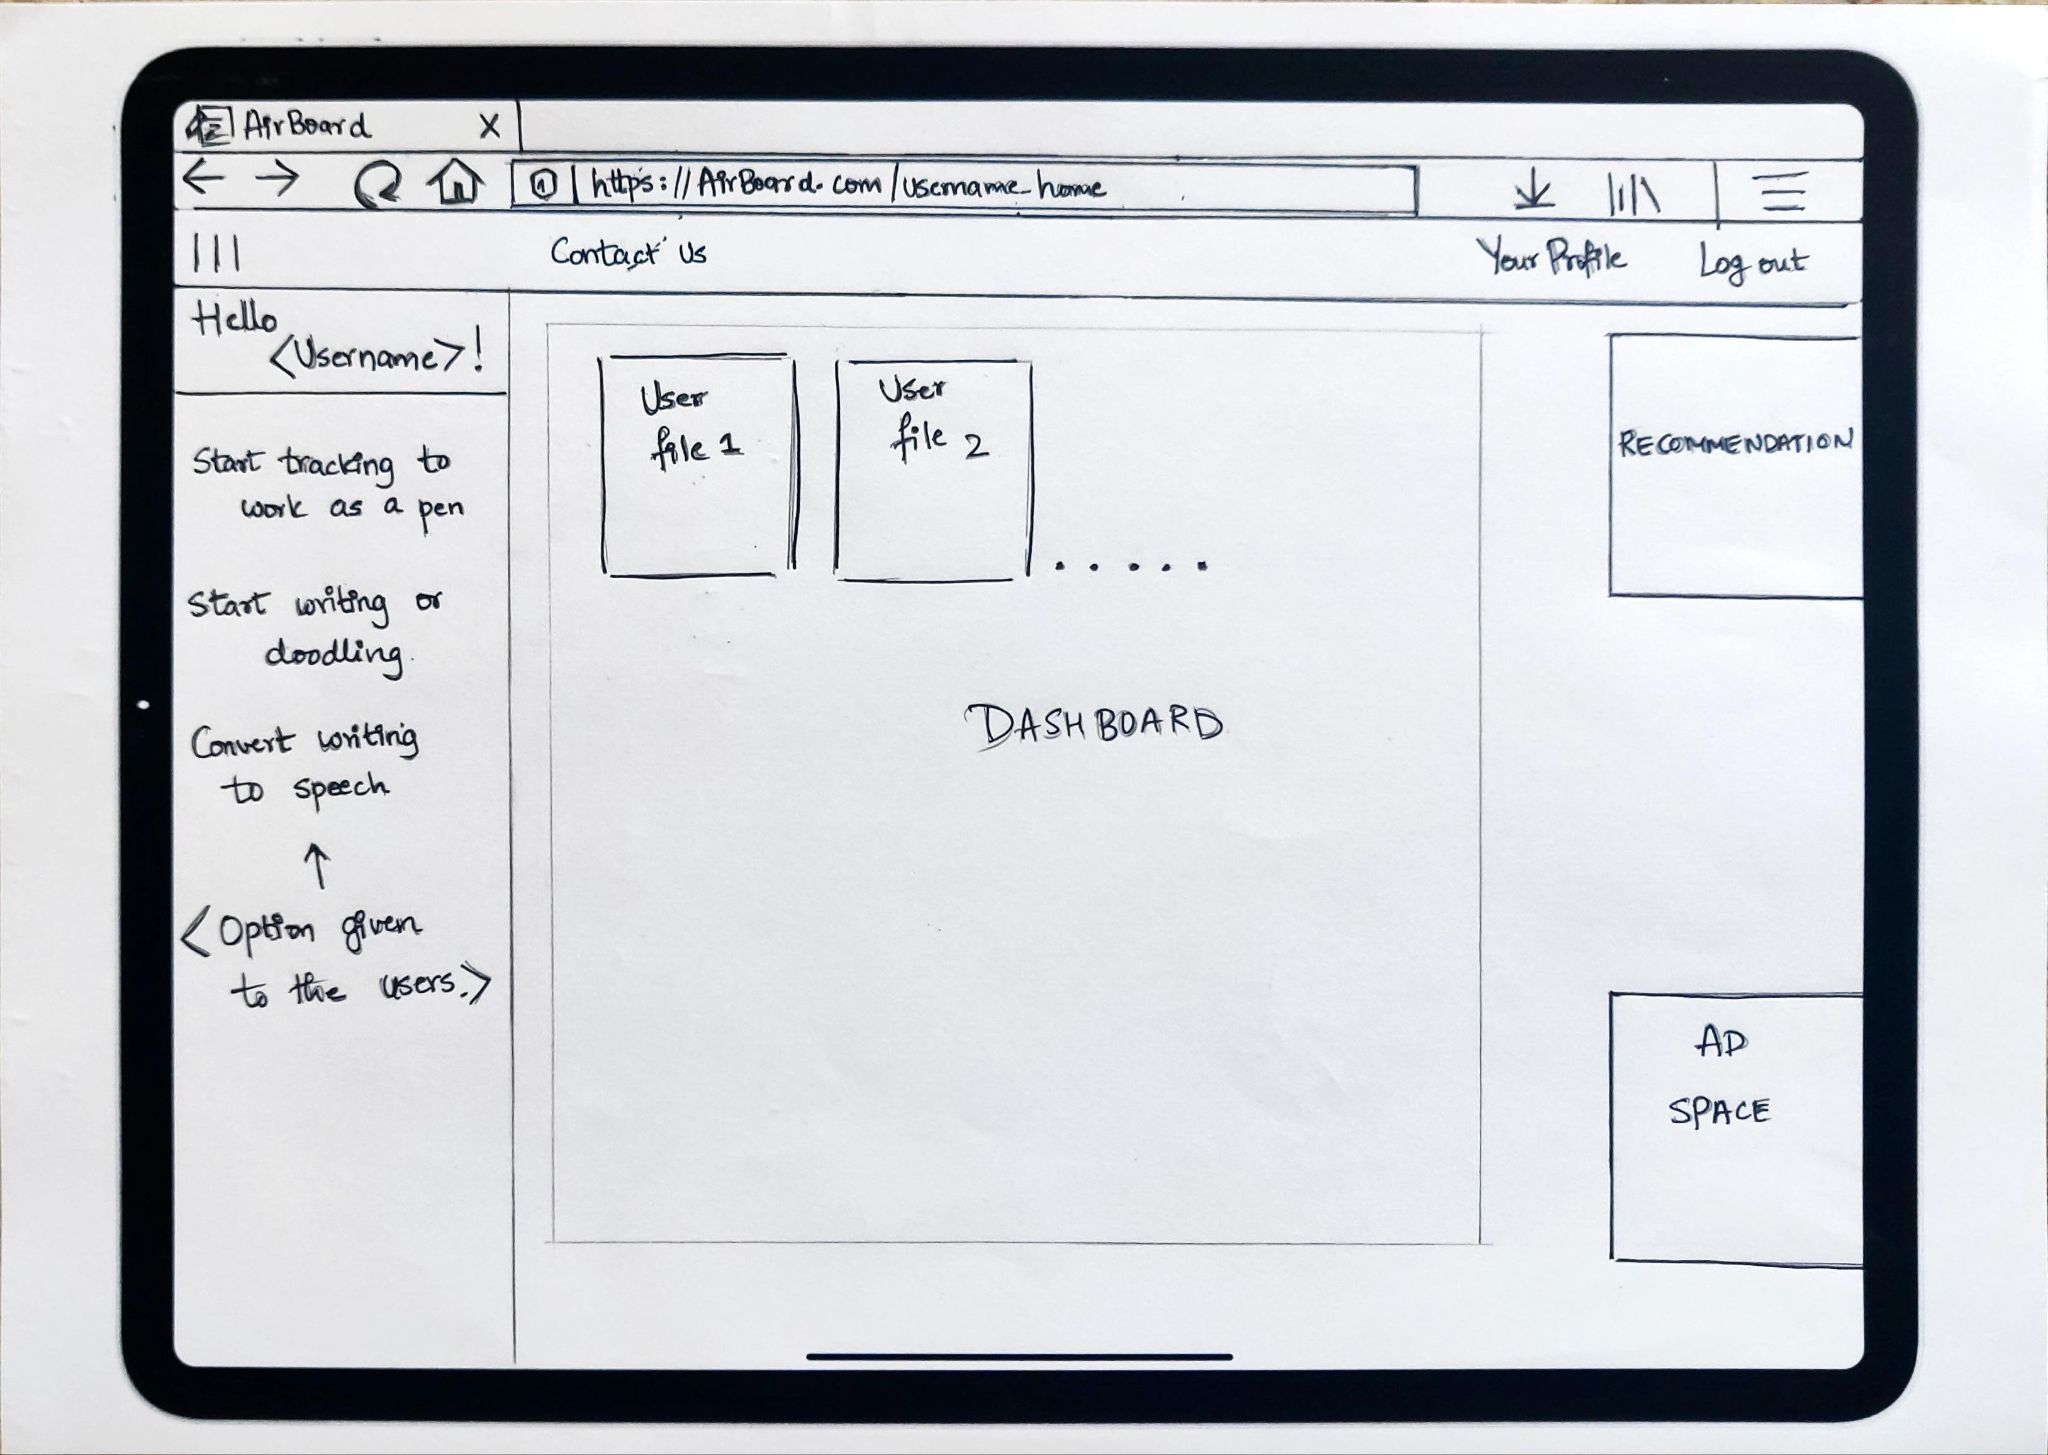 AirBoard X
https://AirBoard.com/username_home
Contact Us
Your Profile
Log out
Hello
<Username>!
Start tracking to
work as a pen
Start writing or
doodling.
Convert writing
to speech
<Option given
to the users.>
User
file 1
User
file 2
.....
DASHBOARD
RECOMMENDATION
AD
SPACE